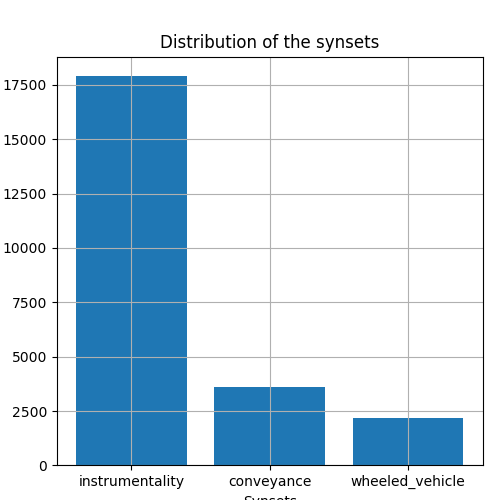 Distribution of the synsets
17500
15000
12500
10000
7500
5000
2500
0
instrumentality conveyance wheeled_vehicle
Synsets